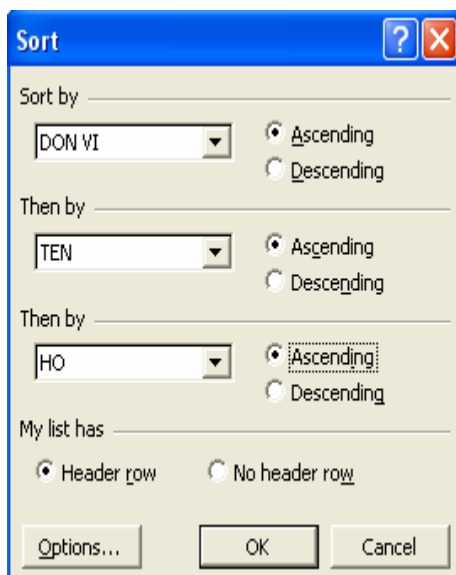 Sort
Sort by
DON VI
Ascending
Descending
Then by
TEN
Ascending
Descending
Then by
HO
Ascending
Descending
My list has
Header row
No header row
Options...
OK
Cancel